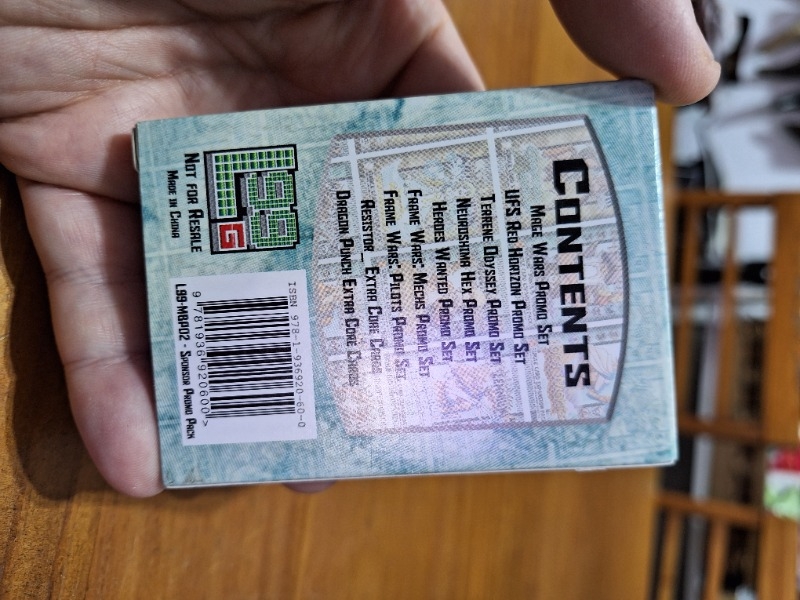 Contents
Mage Wars Promo Set
UFS Red Horizon Promo Set
Terrene Odyssey Promo Set
Neuroshima Hex Promo Set
Heroes Wanted Promo Set
Frame Wars: Mechs Promo Set
Frame Wars: Pilots Promo Set
Resistor_ Extra Core Cards
Dragon Punch Extra Core Cards
L99G
Not for Resale
Made in China
ISBN 978-1-936920-60-0
9 781936 920600 >
L99-MBP02 - Sponsor Promo Pack